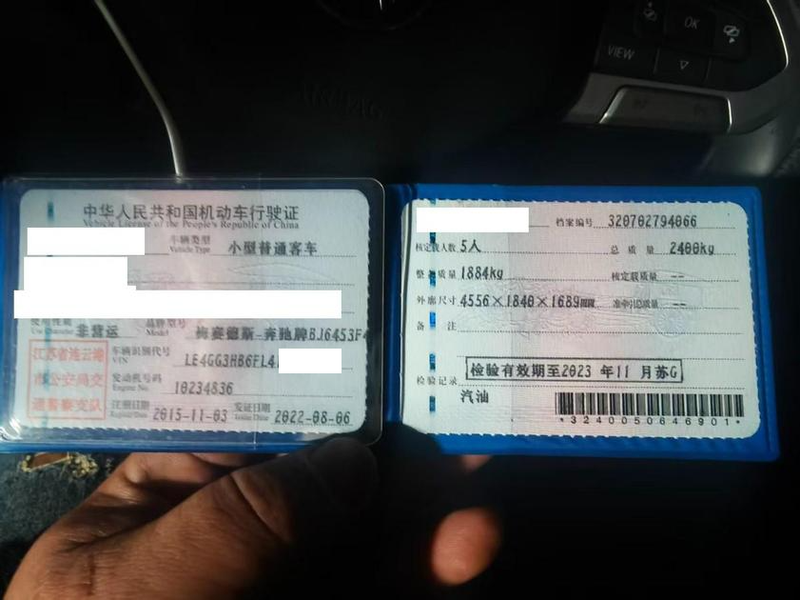 VIEW
OK
中华人民共和国机动车行驶证
Vehicle License of the People's Republic of China
车辆类型 小型普通客车
Vehicle Type
使用性质 非营运 品牌型号 梅赛德斯-奔驰牌BJ6453F4
Use Character Model
江苏省连云港
市公安局交
通警察支队
车辆识别代号 LE4GG3HB6FL4
VIN
发动机号码 10234836
Engine No.
注册日期 2015-11-03 发证日期 2022-08-06
Register Date Issue Date
档案编号 320702794066
核定载人数 5人 总质量 2400kg
整备质量 1884kg 核定载质量 --
外廓尺寸 4556×1840×1689mm 准牵引总质量 --
备注
检验记录 检验有效期至2023年11月苏G
汽油
*3240050646901*